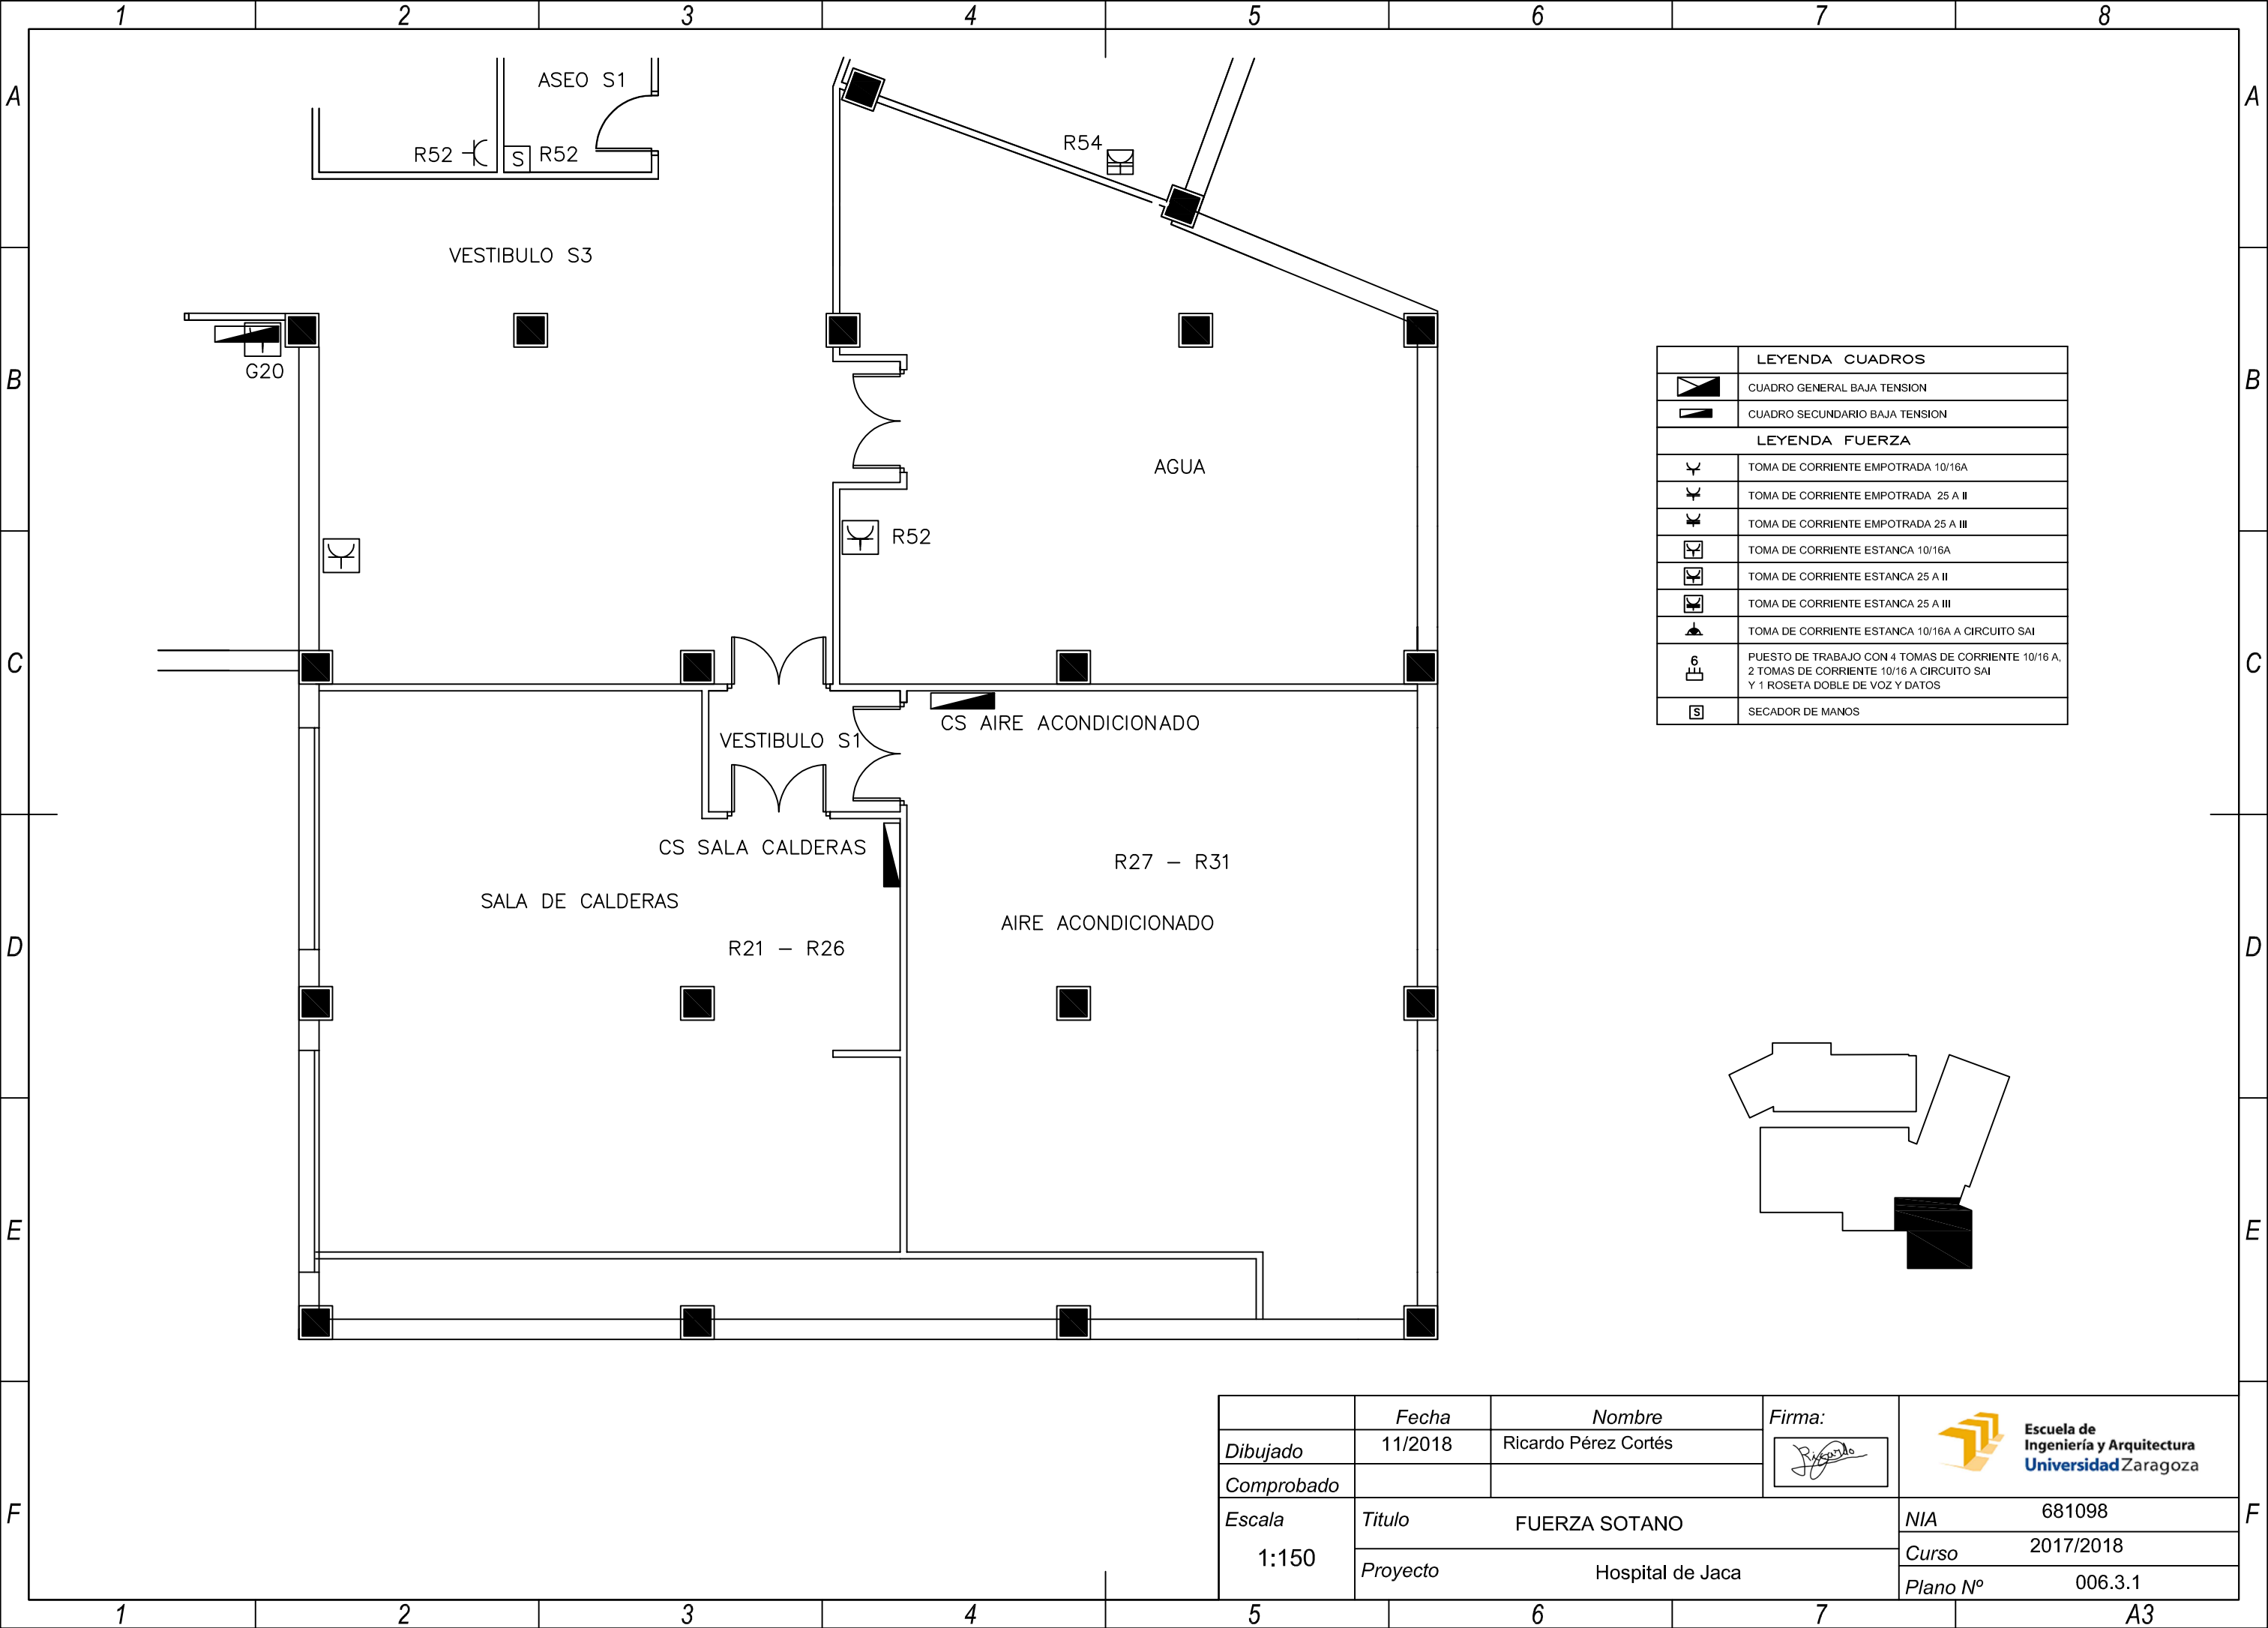 1 2 3 4 5 6 7 8
A A
ASEO S1
R52 S R52
R54
VESTIBULO S3
B B
G20
AGUA
R52
LEYENDA CUADROS
CUADRO GENERAL BAJA TENSION
CUADRO SECUNDARIO BAJA TENSION
LEYENDA FUERZA
TOMA DE CORRIENTE EMPOTRADA 10/16A
TOMA DE CORRIENTE EMPOTRADA 25 A II
TOMA DE CORRIENTE EMPOTRADA 25 A III
TOMA DE CORRIENTE ESTANCA 10/16A
TOMA DE CORRIENTE ESTANCA 25 A II
TOMA DE CORRIENTE ESTANCA 25 A III
TOMA DE CORRIENTE ESTANCA 10/16A A CIRCUITO SAI
6
PUESTO DE TRABAJO CON 4 TOMAS DE CORRIENTE 10/16 A,
2 TOMAS DE CORRIENTE 10/16 A CIRCUITO SAI
Y 1 ROSETA DOBLE DE VOZ Y DATOS
S SECADOR DE MANOS
C C
CS AIRE ACONDICIONADO
VESTIBULO S1
CS SALA CALDERAS
R27 – R31
SALA DE CALDERAS
AIRE ACONDICIONADO
R21 – R26
D D
E E
Fecha Nombre Firma:
Dibujado 11/2018 Ricardo Pérez Cortés
Ricardo
Comprobado
Escuela de
Ingeniería y Arquitectura
Universidad Zaragoza
F F
Escala
1:150
Titulo FUERZA SOTANO
Proyecto Hospital de Jaca
NIA 681098
Curso 2017/2018
Plano Nº 006.3.1
1 2 3 4 5 6 7 A3